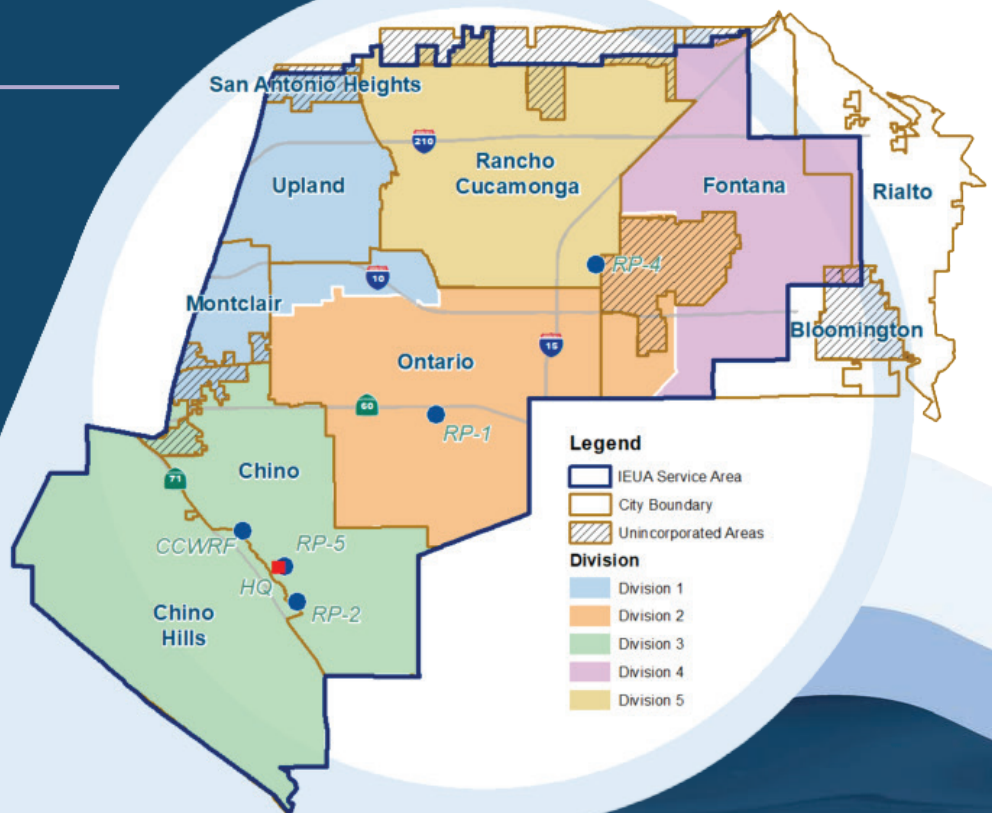 San Antonio Heights
210
Upland
Rancho
Cucamonga
Fontana
Rialto
RP-4
10
Montclair
Bloomington
15
Ontario
60
RP-1
Chino
71
CCWRF
RP-5
HQ
RP-2
Chino
Hills
Legend
IEUA Service Area
City Boundary
Unincorporated Areas
Division
Division 1
Division 2
Division 3
Division 4
Division 5